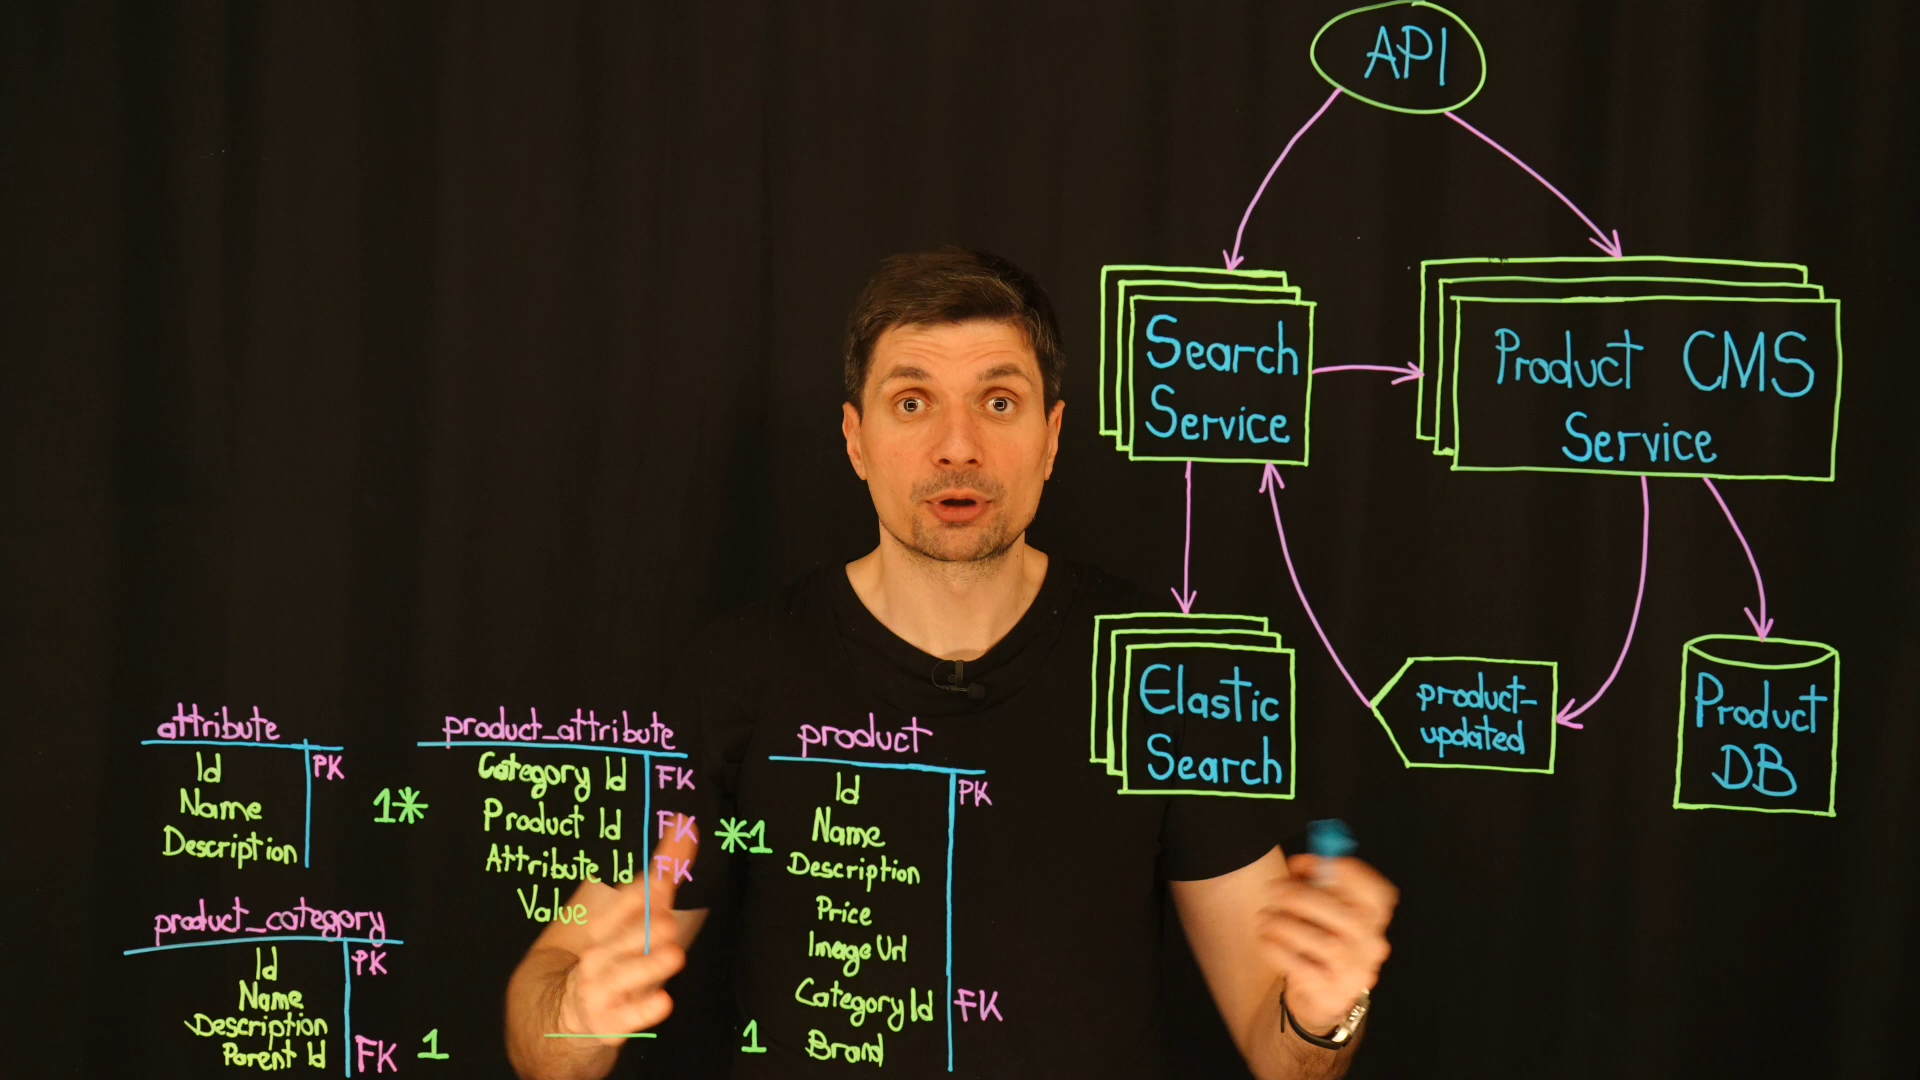 API
Search
Service
Product CMS
Service
Elastic
Search
product-
updated
Product
DB
attribute
Id PK
Name
Description
1*
product_attribute
Category Id FK
Product Id FK
Attribute Id FK
Value
*1
product
Id PK
Name
Description
Price
Image Url
Category Id FK
Brand
product_category
Id PK
Name
Description
Parent Id FK
1
1